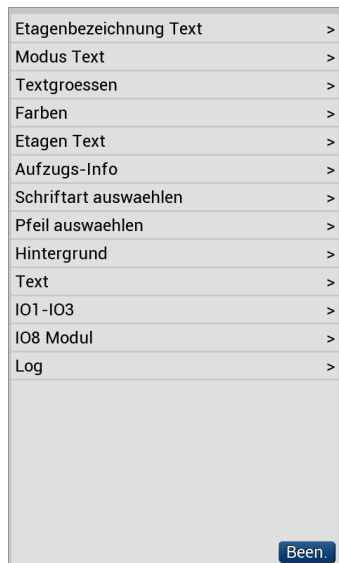 Etagenbezeichnung Text >
Modus Text >
Textgroessen >
Farben >
Etagen Text >
Aufzugs-Info >
Schriftart auswaehlen >
Pfeil auswaehlen >
Hintergrund >
Text >
IO1-IO3 >
IO8 Modul >
Log >
Been.